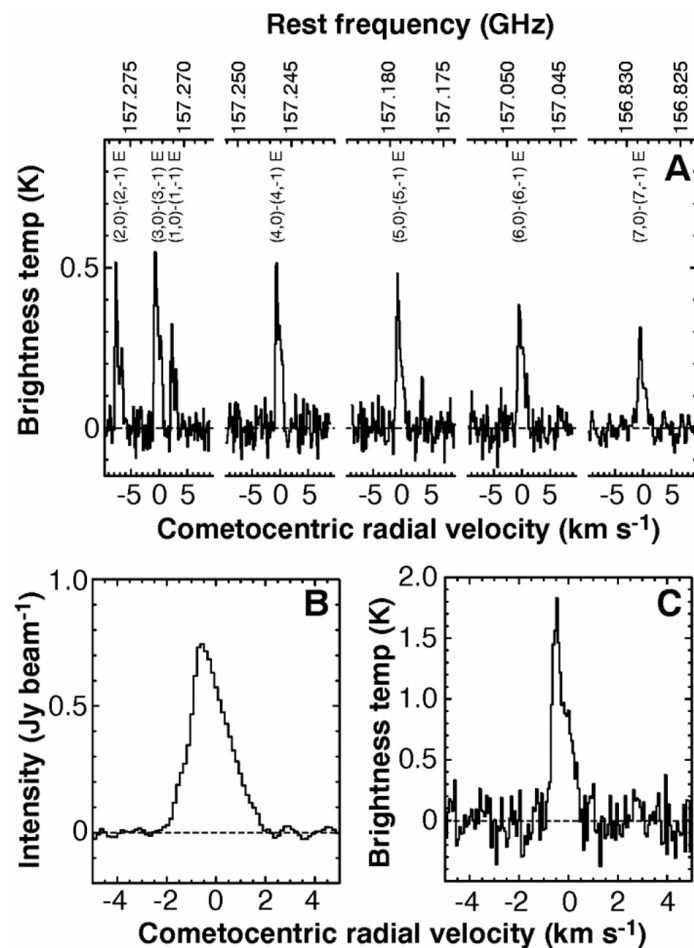 Rest frequency (GHz)
157.275 157.270 157.250 157.245 157.180 157.175 157.050 157.045 156.830 156.825
A
(2,0)-(2,-1) E (3,0)-(3,-1) E (1,0)-(1,-1) E (4,0)-(4,-1) E (5,0)-(5,-1) E (6,0)-(6,-1) E (7,0)-(7,-1) E
Brightness temp (K)
0.5
0
-5 0 5 -5 0 5 -5 0 5 -5 0 5 -5 0 5
Cometocentric radial velocity (km s⁻¹)
B
Intensity (Jy beam⁻¹)
1.0
0.5
0
-4 -2 0 2 4
Cometocentric radial velocity (km s⁻¹)
C
Brightness temp (K)
2.0
1.5
1.0
0.5
0
-4 -2 0 2 4
Cometocentric radial velocity (km s⁻¹)